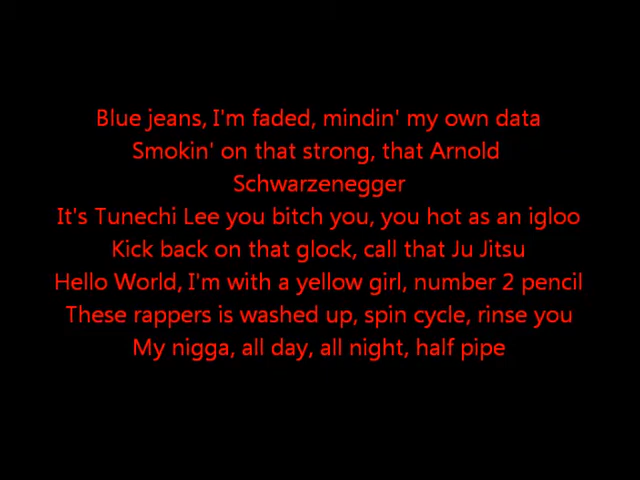 Blue jeans, I'm faded, mindin' my own data
Smokin' on that strong, that Arnold
Schwarzenegger
It's Tunechi Lee you bitch you, you hot as an igloo
Kick back on that glock, call that Ju Jitsu
Hello World, I'm with a yellow girl, number 2 pencil
These rappers is washed up, spin cycle, rinse you
My nigga, all day, all night, half pipe